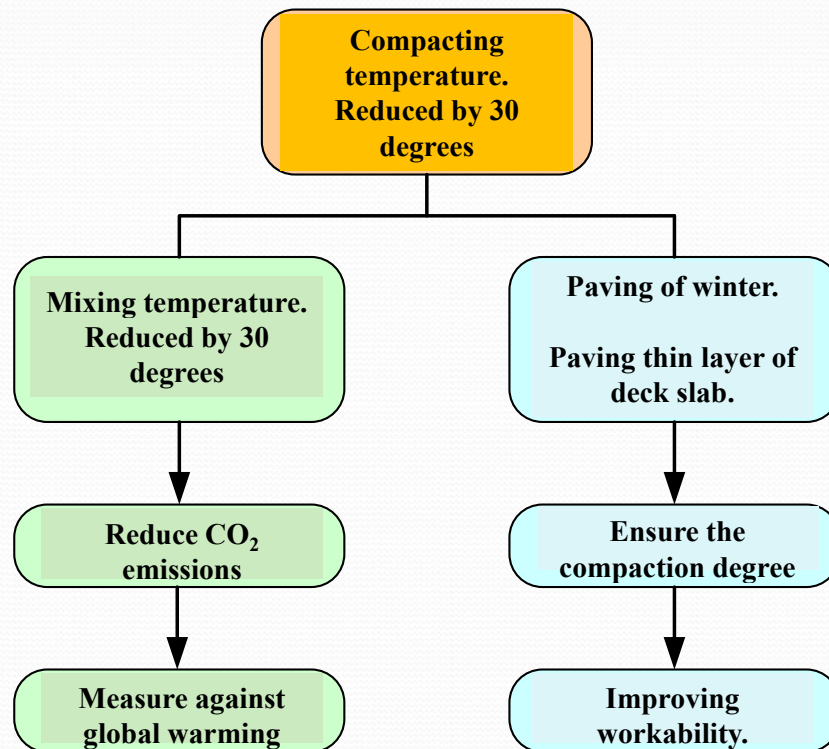 Compacting
temperature.
Reduced by 30
degrees
Mixing temperature.
Reduced by 30
degrees
Paving of winter.
Paving thin layer of
deck slab.
Reduce CO₂
emissions
Ensure the
compaction degree
Measure against
global warming
Improving
workability.